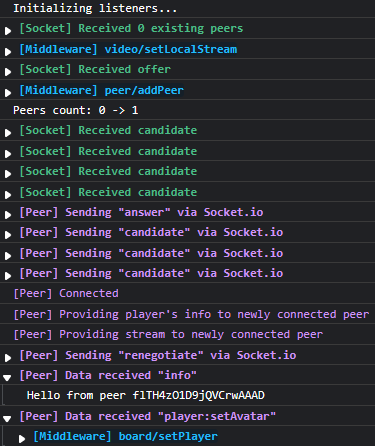 Initializing listeners...
[Socket] Received 0 existing peers
[Middleware] video/setLocalStream
[Socket] Received offer
[Middleware] peer/addPeer
Peers count: 0 -> 1
[Socket] Received candidate
[Socket] Received candidate
[Socket] Received candidate
[Socket] Received candidate
[Peer] Sending "answer" via Socket.io
[Peer] Sending "candidate" via Socket.io
[Peer] Sending "candidate" via Socket.io
[Peer] Sending "candidate" via Socket.io
[Peer] Connected
[Peer] Providing player's info to newly connected peer
[Peer] Providing stream to newly connected peer
[Peer] Sending "renegotiate" via Socket.io
[Peer] Data received "info"
Hello from peer flTH4zO1D9jQVCrwAAAD
[Peer] Data received "player:setAvatar"
[Middleware] board/setPlayer